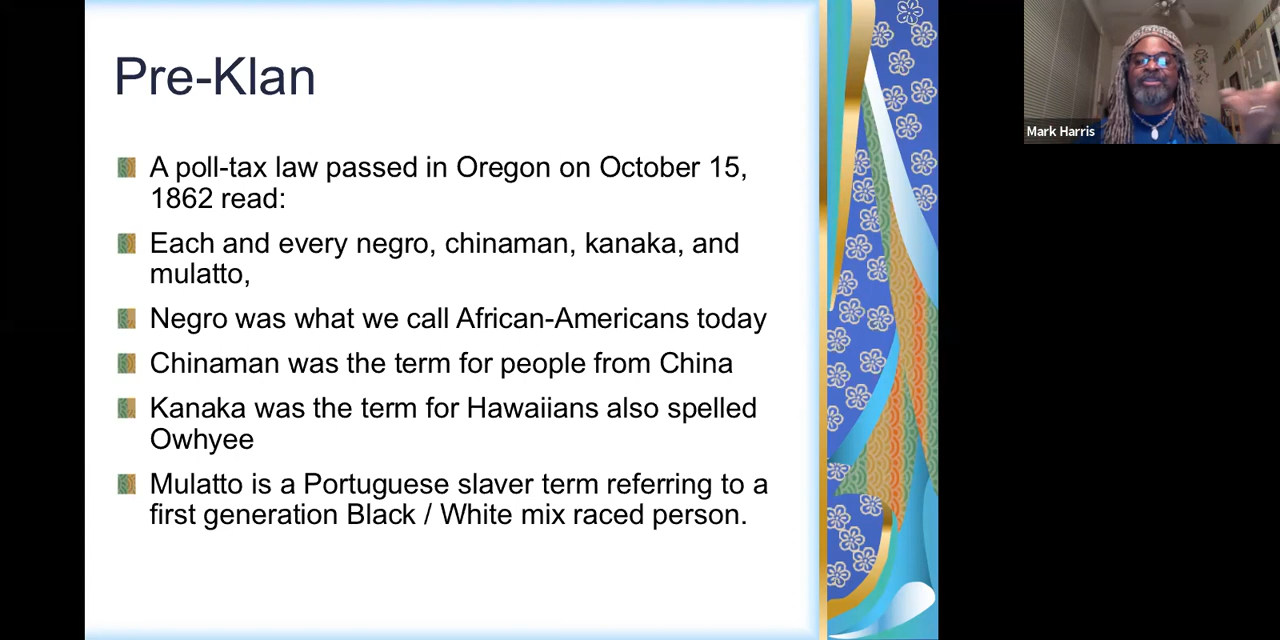 Pre-Klan
A poll-tax law passed in Oregon on October 15,
1862 read:
Each and every negro, chinaman, kanaka, and
mulatto,
Negro was what we call African-Americans today
Chinaman was the term for people from China
Kanaka was the term for Hawaiians also spelled
Owhyee
Mulatto is a Portuguese slaver term referring to a
first generation Black / White mix raced person.
Mark Harris